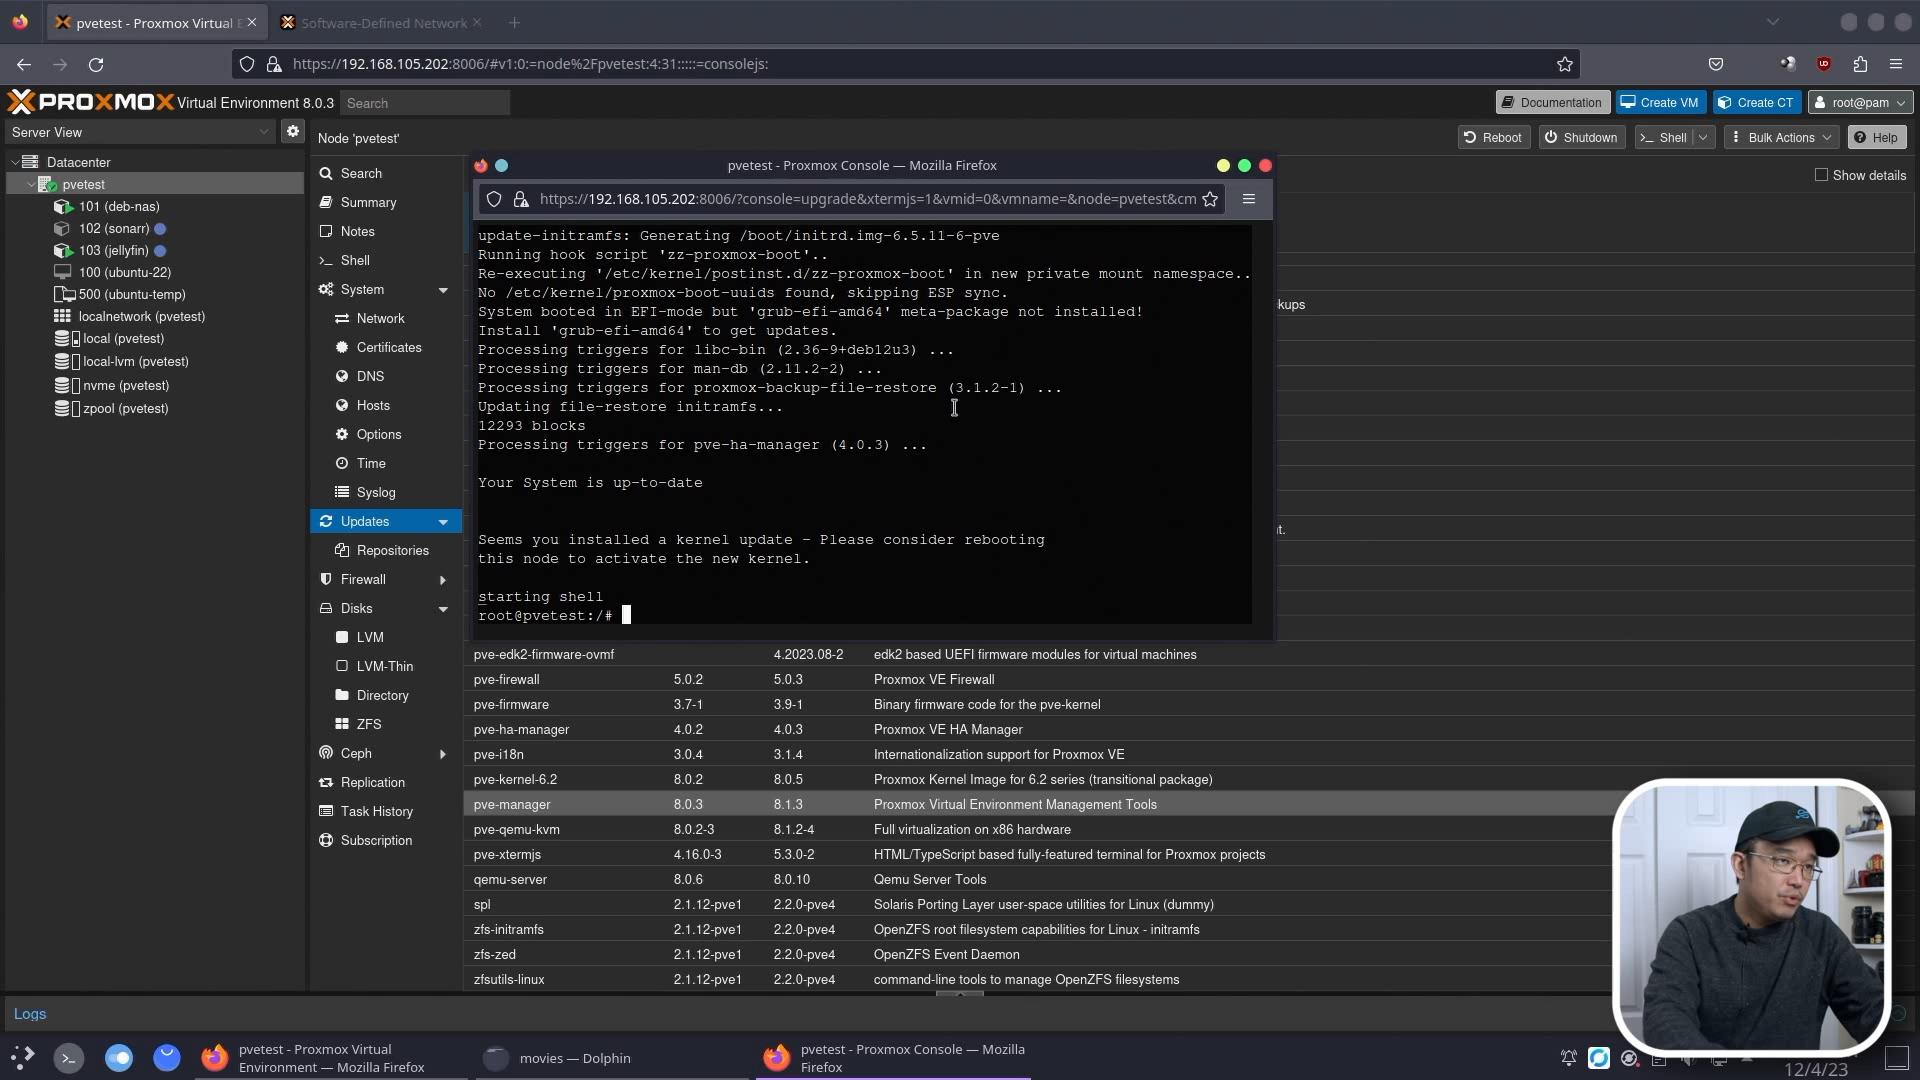 pvetest - Proxmox Virtual E
Software-Defined Network
https://192.168.105.202:8006/#v1:0:=node%2Fpvetest:4:31:::::=consolejs:
PROXMOX Virtual Environment 8.0.3
Search
Documentation
Create VM
Create CT
root@pam
Server View
Node 'pvetest'
Reboot
Shutdown
Shell
Bulk Actions
Help
Show details
Datacenter
pvetest
101 (deb-nas)
102 (sonarr)
103 (jellyfin)
100 (ubuntu-22)
500 (ubuntu-temp)
localnetwork (pvetest)
local (pvetest)
local-lvm (pvetest)
nvme (pvetest)
zpool (pvetest)
Search
Summary
Notes
Shell
System
Network
Certificates
DNS
Hosts
Options
Time
Syslog
Updates
Repositories
Firewall
Disks
LVM
LVM-Thin
Directory
ZFS
Ceph
Replication
Task History
Subscription
pvetest - Proxmox Console — Mozilla Firefox
https://192.168.105.202:8006/?console=upgrade&xtermjs=1&vmid=0&vmname=&node=pvetest&cm
update-initramfs: Generating /boot/initrd.img-6.5.11-6-pve
Running hook script 'zz-proxmox-boot'..
Re-executing '/etc/kernel/postinst.d/zz-proxmox-boot' in new private mount namespace..
No /etc/kernel/proxmox-boot-uuids found, skipping ESP sync.
System booted in EFI-mode but 'grub-efi-amd64' meta-package not installed!
Install 'grub-efi-amd64' to get updates.
Processing triggers for libc-bin (2.36-9+deb12u3) ...
Processing triggers for man-db (2.11.2-2) ...
Processing triggers for proxmox-backup-file-restore (3.1.2-1) ...
Updating file-restore initramfs...
12293 blocks
Processing triggers for pve-ha-manager (4.0.3) ...
Your System is up-to-date
Seems you installed a kernel update - Please consider rebooting
this node to activate the new kernel.
starting shell
root@pvetest:/#
kups
t.
pve-edk2-firmware-ovmf 4.2023.08-2 edk2 based UEFI firmware modules for virtual machines
pve-firewall 5.0.2 5.0.3 Proxmox VE Firewall
pve-firmware 3.7-1 3.9-1 Binary firmware code for the pve-kernel
pve-ha-manager 4.0.2 4.0.3 Proxmox VE HA Manager
pve-i18n 3.0.4 3.1.4 Internationalization support for Proxmox VE
pve-kernel-6.2 8.0.2 8.0.5 Proxmox Kernel Image for 6.2 series (transitional package)
pve-manager 8.0.3 8.1.3 Proxmox Virtual Environment Management Tools
pve-qemu-kvm 8.0.2-3 8.1.2-4 Full virtualization on x86 hardware
pve-xtermjs 4.16.0-3 5.3.0-2 HTML/TypeScript based fully-featured terminal for Proxmox projects
qemu-server 8.0.6 8.0.10 Qemu Server Tools
spl 2.1.12-pve1 2.2.0-pve4 Solaris Porting Layer user-space utilities for Linux (dummy)
zfs-initramfs 2.1.12-pve1 2.2.0-pve4 OpenZFS root filesystem capabilities for Linux - initramfs
zfs-zed 2.1.12-pve1 2.2.0-pve4 OpenZFS Event Daemon
zfsutils-linux 2.1.12-pve1 2.2.0-pve4 command-line tools to manage OpenZFS filesystems
Logs
pvetest - Proxmox Virtual
Environment — Mozilla Firefox
movies — Dolphin
pvetest - Proxmox Console — Mozilla
Firefox
12/4/23